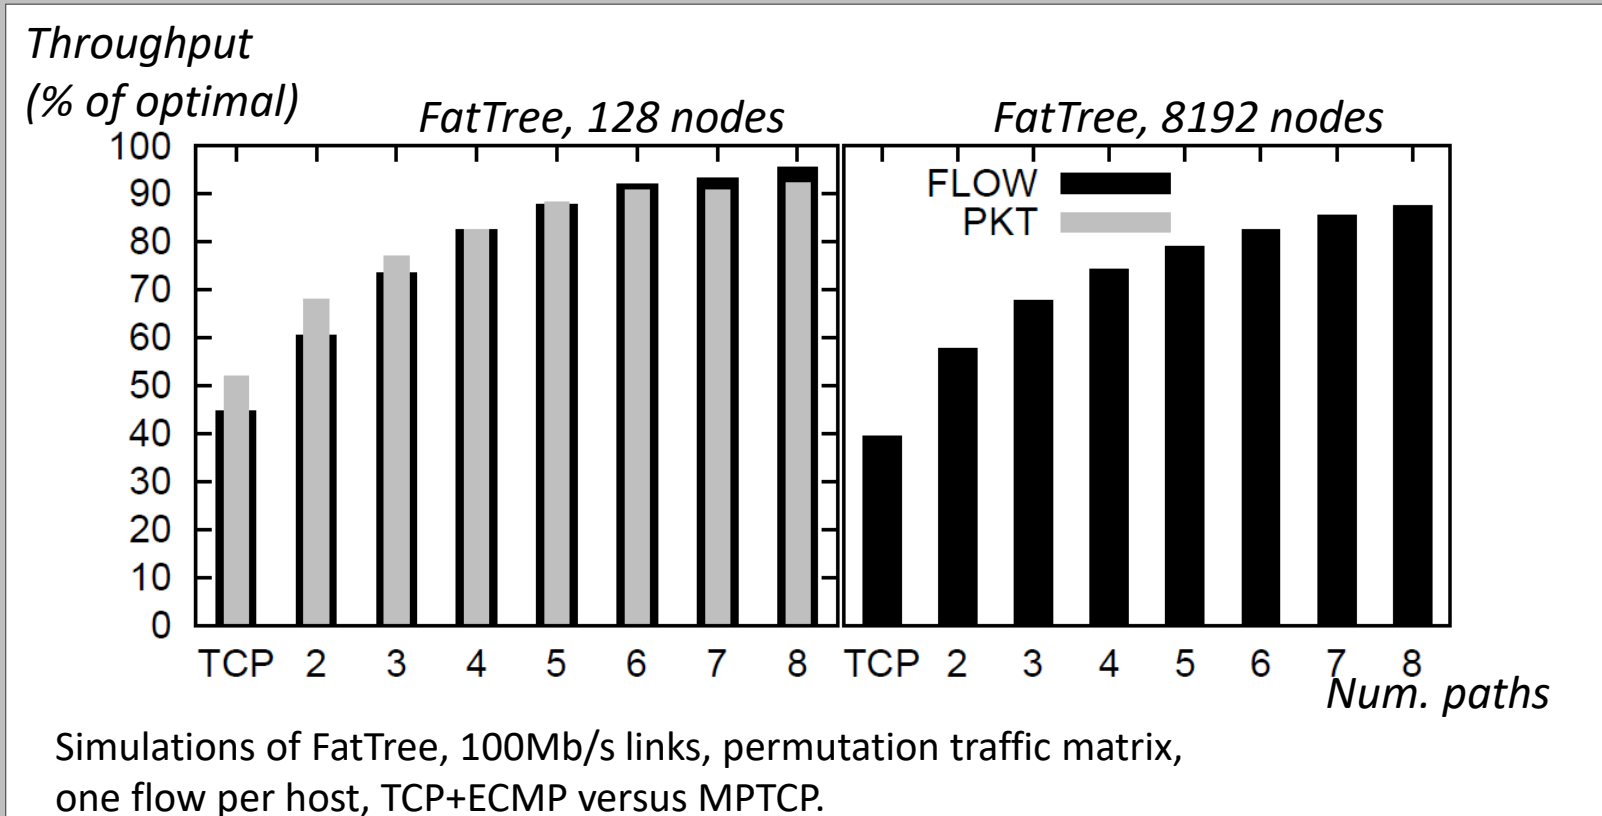 Throughput
(% of optimal)
FatTree, 128 nodes
FatTree, 8192 nodes
100
90
80
70
60
50
40
30
20
10
0
FLOW
PKT
TCP 2 3 4 5 6 7 8
TCP 2 3 4 5 6 7 8
Num. paths
Simulations of FatTree, 100Mb/s links, permutation traffic matrix,
one flow per host, TCP+ECMP versus MPTCP.